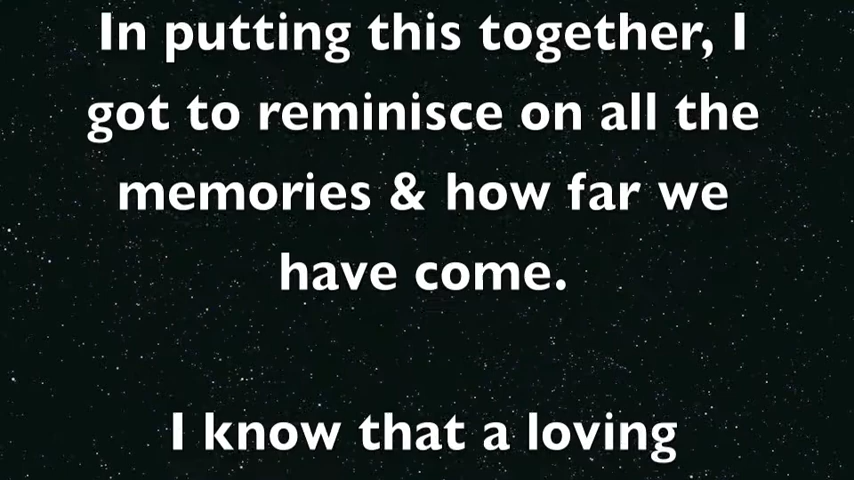 In putting this together, I
got to reminisce on all the
memories & how far we
have come.
I know that a loving